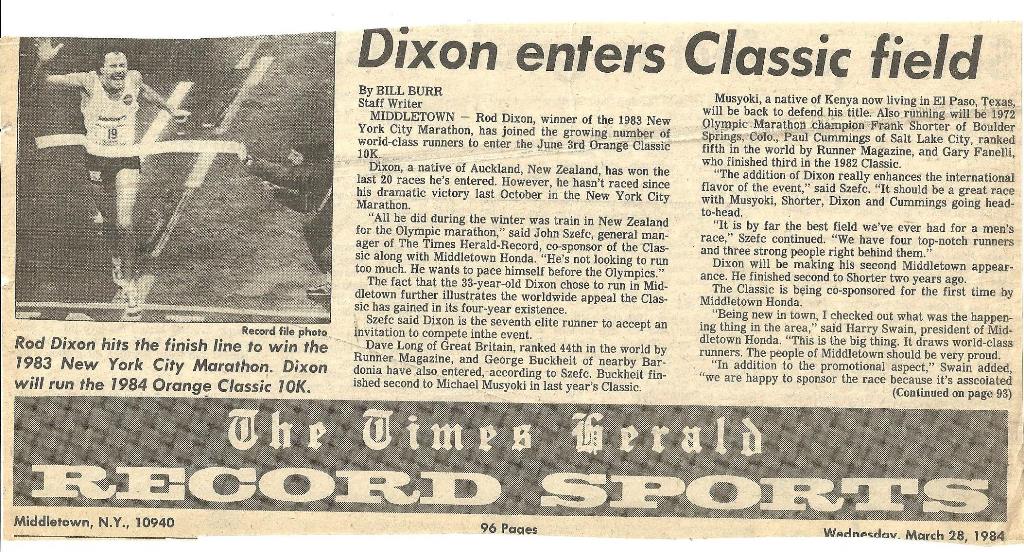 Dixon enters Classic field
19
Record file photo
Rod Dixon hits the finish line to win the
1983 New York City Marathon. Dixon
will run the 1984 Orange Classic 10K.
By BILL BURR
Staff Writer
MIDDLETOWN — Rod Dixon, winner of the 1983 New
York City Marathon, has joined the growing number of
world-class runners to enter the June 3rd Orange Classic
10K.
Dixon, a native of Auckland, New Zealand, has won the
last 20 races he's entered. However, he hasn't raced since
his dramatic victory last October in the New York City
Marathon.
"All he did during the winter was train in New Zealand
for the Olympic marathon," said John Szefc, general man-
ager of The Times Herald-Record, co-sponsor of the Clas-
sic along with Middletown Honda. "He's not looking to run
too much. He wants to pace himself before the Olympics."
The fact that the 33-year-old Dixon chose to run in Mid-
dletown further illustrates the worldwide appeal the Clas-
sic has gained in its four-year existence.
Szefc said Dixon is the seventh elite runner to accept an
invitation to compete inthe event.
Dave Long of Great Britain, ranked 44th in the world by
Runner Magazine, and George Buckheit of nearby Bar-
donia have also entered, according to Szefc. Buckheit fin-
ished second to Michael Musyoki in last year's Classic.
Musyoki, a native of Kenya now living in El Paso, Texas,
will be back to defend his title. Also running will be 1972
Olympic Marathon champion Frank Shorter of Boulder
Springs, Colo., Paul Cummings of Salt Lake City, ranked
fifth in the world by Runner Magazine, and Gary Fanelli,
who finished third in the 1982 Classic.
"The addition of Dixon really enhances the international
flavor of the event," said Szefc. "It should be a great race
with Musyoki, Shorter, Dixon and Cummings going head-
to-head.
"It is by far the best field we've ever had for a men's
race," Szefc continued. "We have four top-notch runners
and three strong people right behind them."
Dixon will be making his second Middletown appear-
ance. He finished second to Shorter two years ago.
The Classic is being co-sponsored for the first time by
Middletown Honda.
"Being new in town, I checked out what was the happen-
ing thing in the area," said Harry Swain, president of Mid-
dletown Honda. "This is the big thing. It draws world-class
runners. The people of Middletown should be very proud.
"In addition to the promotional aspect," Swain added,
"we are happy to sponsor the race because it's asscoiated
(Continued on page 93)
The Times Herald
RECORD SPORTS
Middletown, N.Y., 10940
96 Pages
Wednesday, March 28, 1984